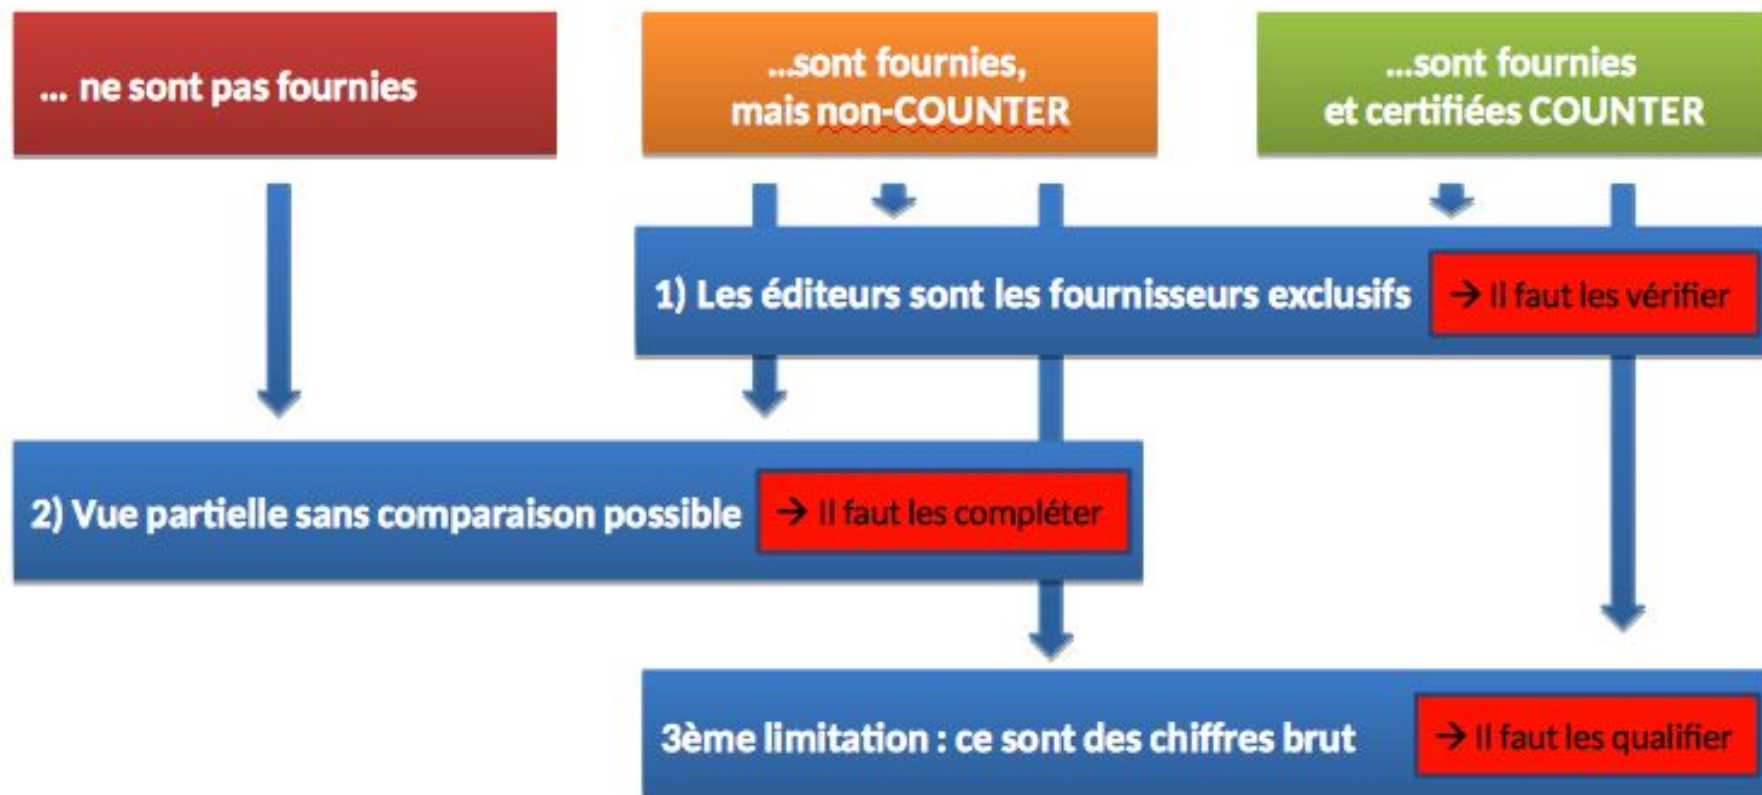 ... ne sont pas fournies
...sont fournies,
mais non-COUNTER
...sont fournies
et certifiées COUNTER
1) Les éditeurs sont les fournisseurs exclusifs
→ Il faut les vérifier
2) Vue partielle sans comparaison possible
→ Il faut les compléter
3ème limitation : ce sont des chiffres brut
→ Il faut les qualifier